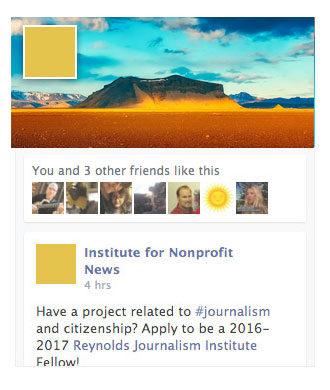 You and 3 other friends like this
Institute for Nonprofit
News
4 hrs
Have a project related to #journalism
and citizenship? Apply to be a 2016-
2017 Reynolds Journalism Institute
Fellow!